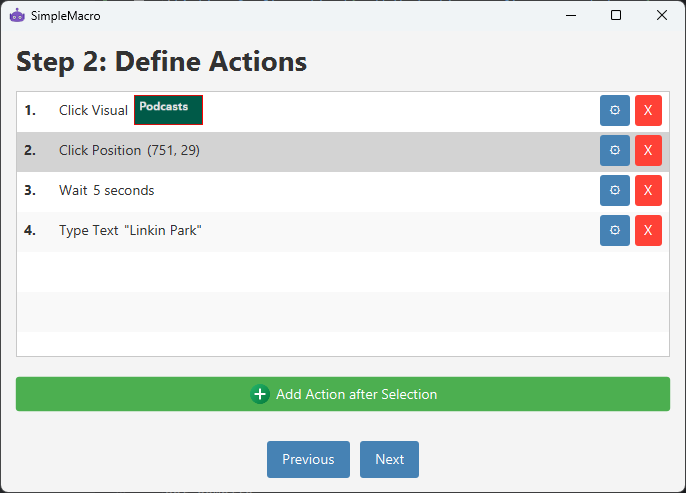 SimpleMacro
Step 2: Define Actions
1. Click Visual Podcasts X
2. Click Position (751, 29) X
3. Wait 5 seconds X
4. Type Text "Linkin Park" X
Add Action after Selection
Previous Next